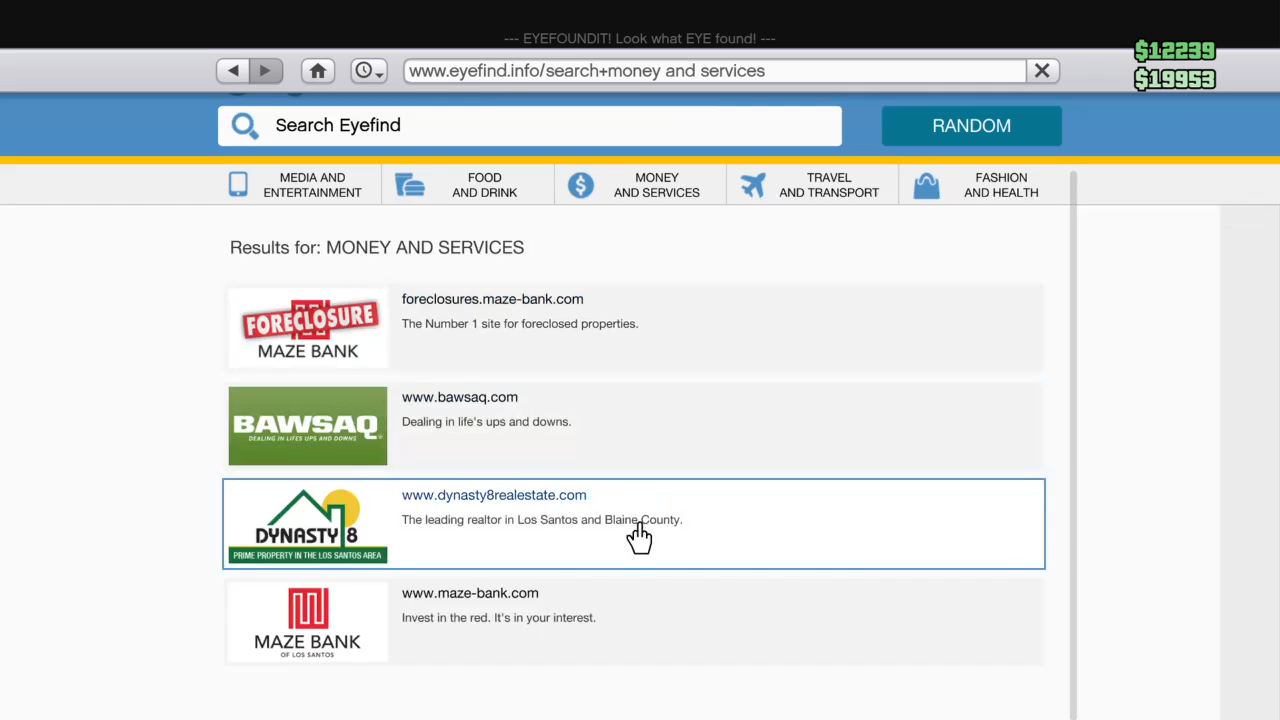 --- EYEFOUNDIT! Look what EYE found! ---
$12239
www.eyefind.info/search+money and services
$19953
Search Eyefind
RANDOM
MEDIA AND
ENTERTAINMENT
FOOD
AND DRINK
MONEY
AND SERVICES
TRAVEL
AND TRANSPORT
FASHION
AND HEALTH
Results for: MONEY AND SERVICES
FORECLOSURE
MAZE BANK
foreclosures.maze-bank.com
The Number 1 site for foreclosed properties.
BAWSAQ
DEALING IN LIFES UPS AND DOWNS
www.bawsaq.com
Dealing in life's ups and downs.
DYNASTY 8
PRIME PROPERTY IN THE LOS SANTOS AREA
www.dynasty8realestate.com
The leading realtor in Los Santos and Blaine County.
MAZE BANK
OF LOS SANTOS
www.maze-bank.com
Invest in the red. It's in your interest.